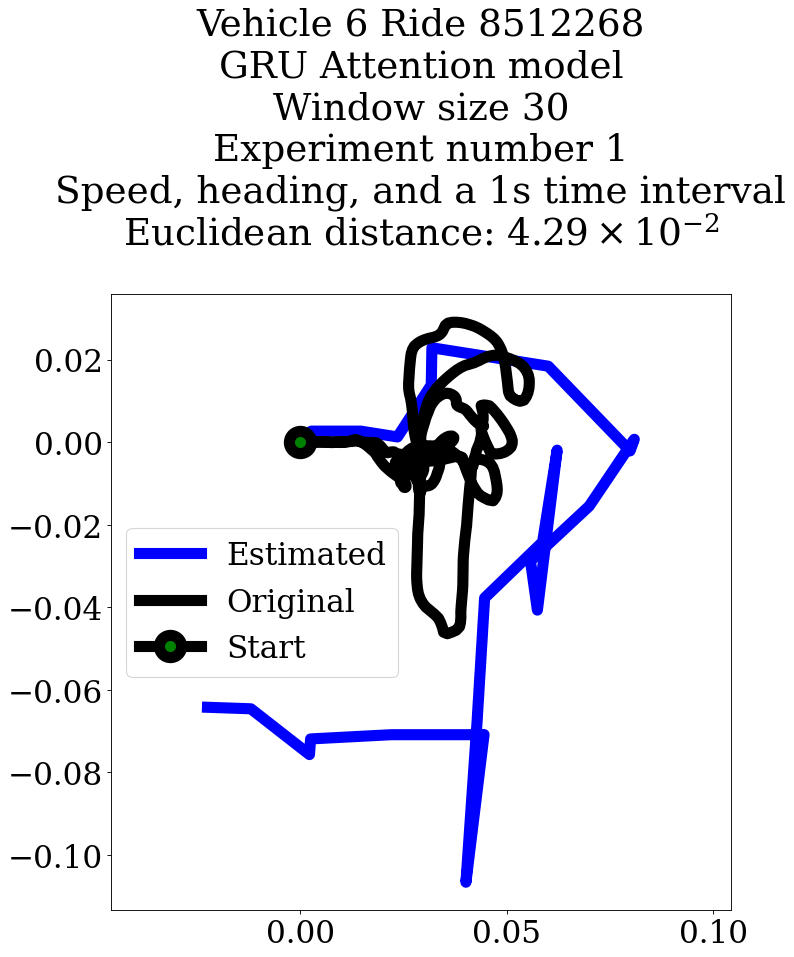 Vehicle 6 Ride 8512268
GRU Attention model
Window size 30
Experiment number 1
Speed, heading, and a 1s time interval
Euclidean distance: 4.29 × 10⁻²
0.02
0.00
−0.02
−0.04
−0.06
−0.08
−0.10
Estimated
Original
Start
0.00 0.05 0.10